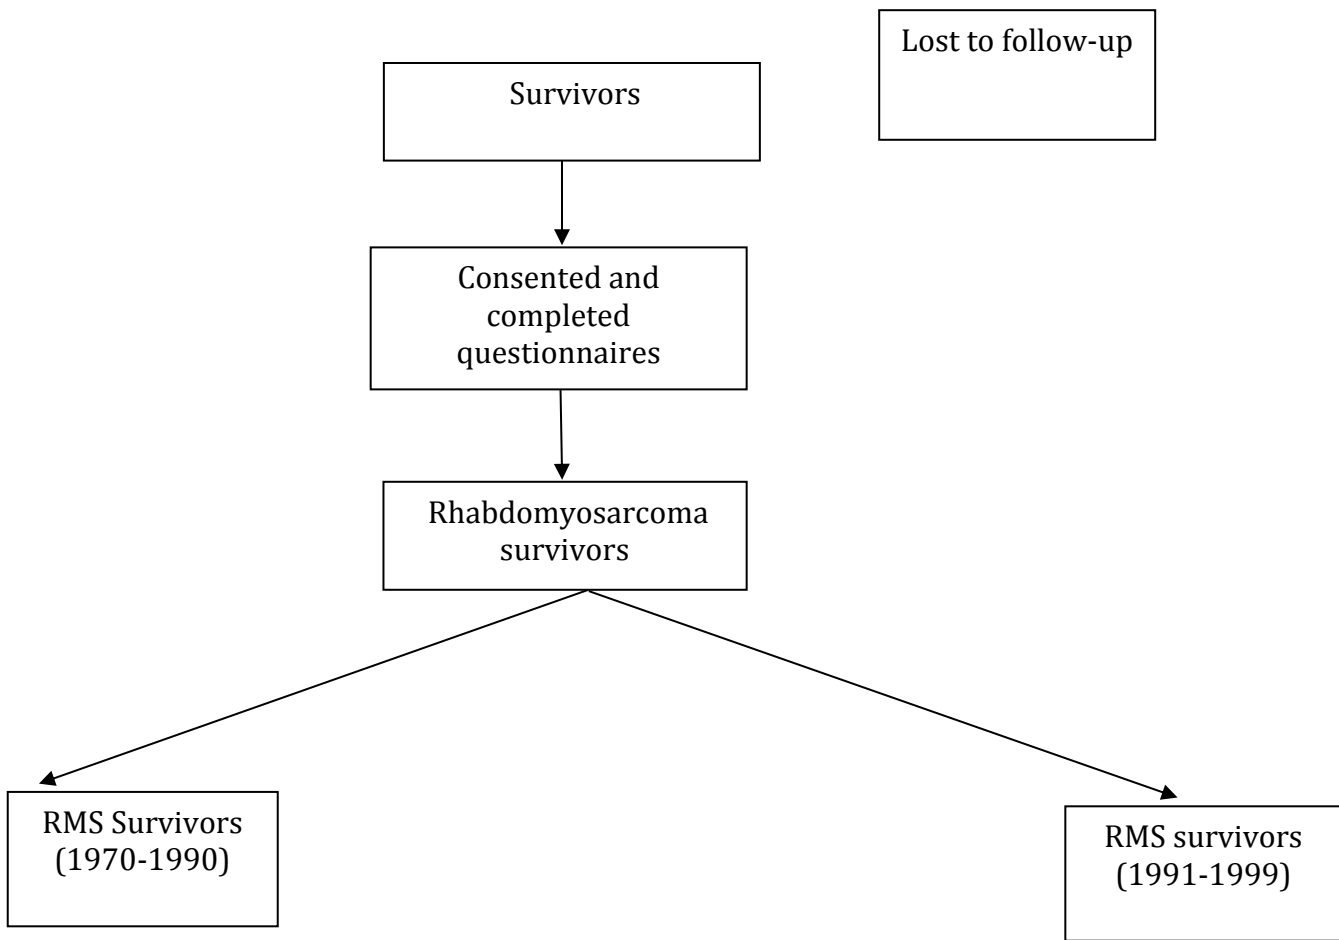 Lost to follow-up
Survivors
Consented and
completed
questionnaires
Rhabdomyosarcoma
survivors
RMS Survivors
(1970-1990)
RMS survivors
(1991-1999)